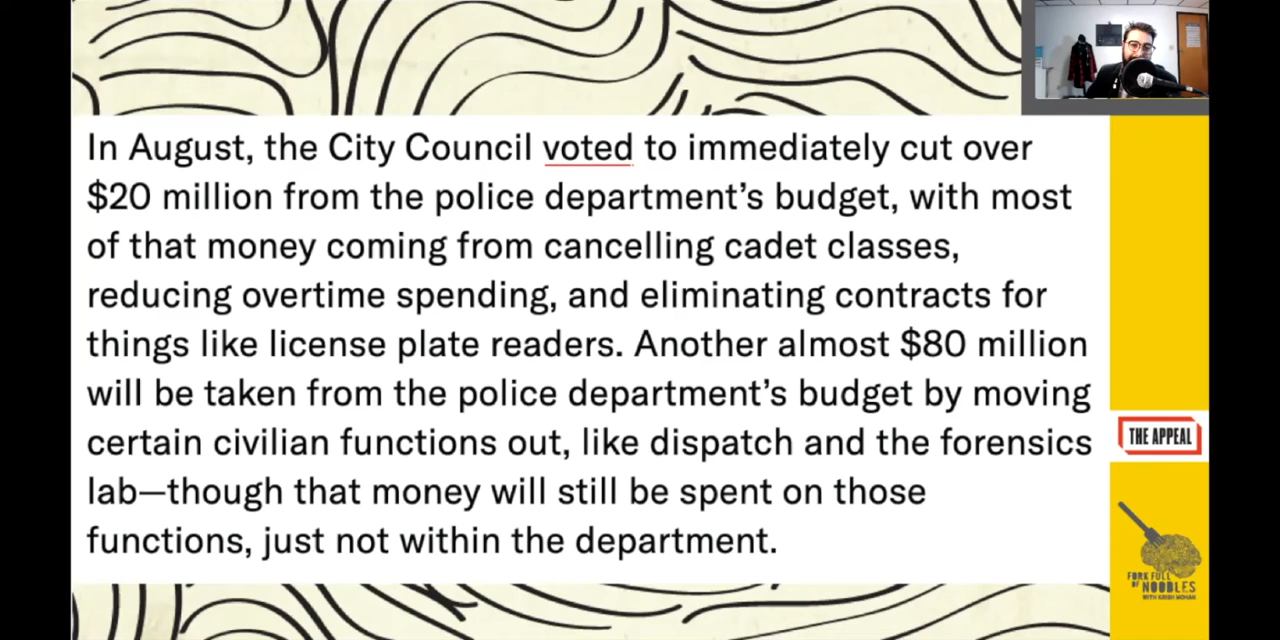 In August, the City Council voted to immediately cut over
$20 million from the police department’s budget, with most
of that money coming from cancelling cadet classes,
reducing overtime spending, and eliminating contracts for
things like license plate readers. Another almost $80 million
will be taken from the police department’s budget by moving
certain civilian functions out, like dispatch and the forensics
lab—though that money will still be spent on those
functions, just not within the department.
THE APPEAL
FORK FULL
OF NOODLES
WITH KRISH MOHAN